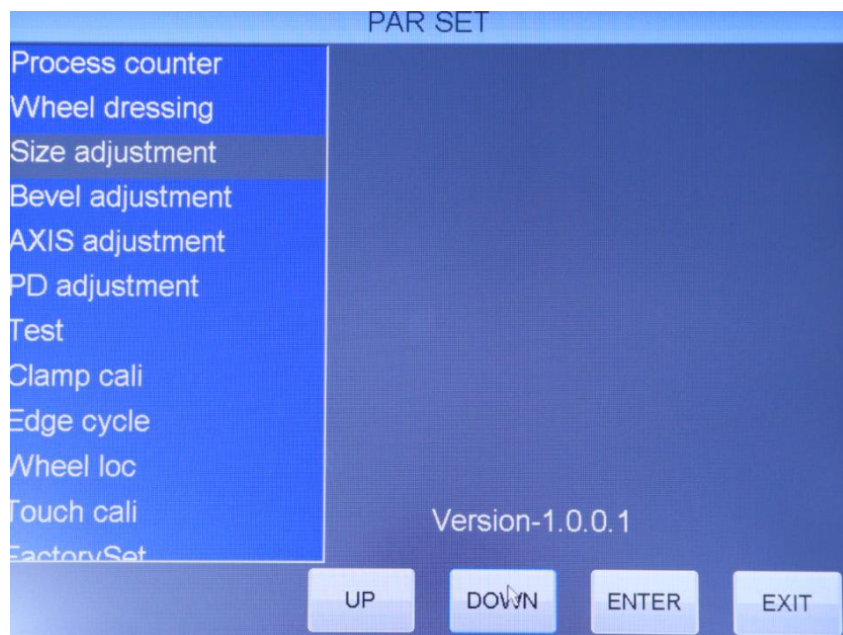 PAR SET
Process counter
Wheel dressing
Size adjustment
Bevel adjustment
AXIS adjustment
PD adjustment
Test
Clamp cali
Edge cycle
Wheel loc
Touch cali
FactorySet
Version-1.0.0.1
UP DOWN ENTER EXIT